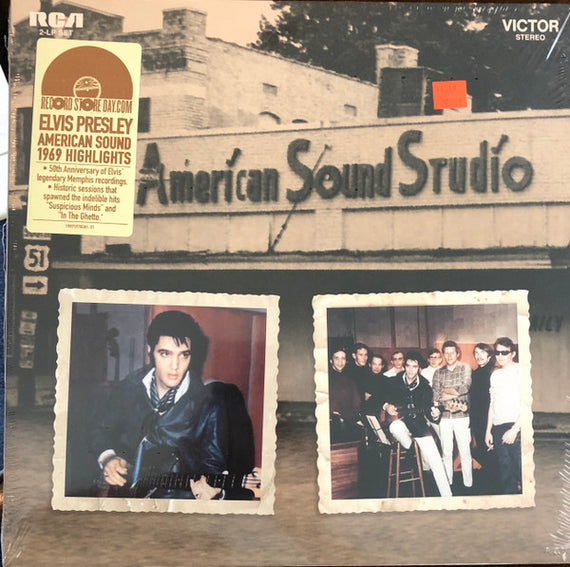 RCA
2-LP SET
VICTOR
STEREO
RECORD STORE DAY.COM
ELVIS PRESLEY
AMERICAN SOUND
1969 HIGHLIGHTS
• 50th Anniversary of Elvis'
legendary Memphis recordings.
• Historic sessions that
spawned the indelible hits
"Suspicious Minds" and
"In The Ghetto."
American Sound Studio
51